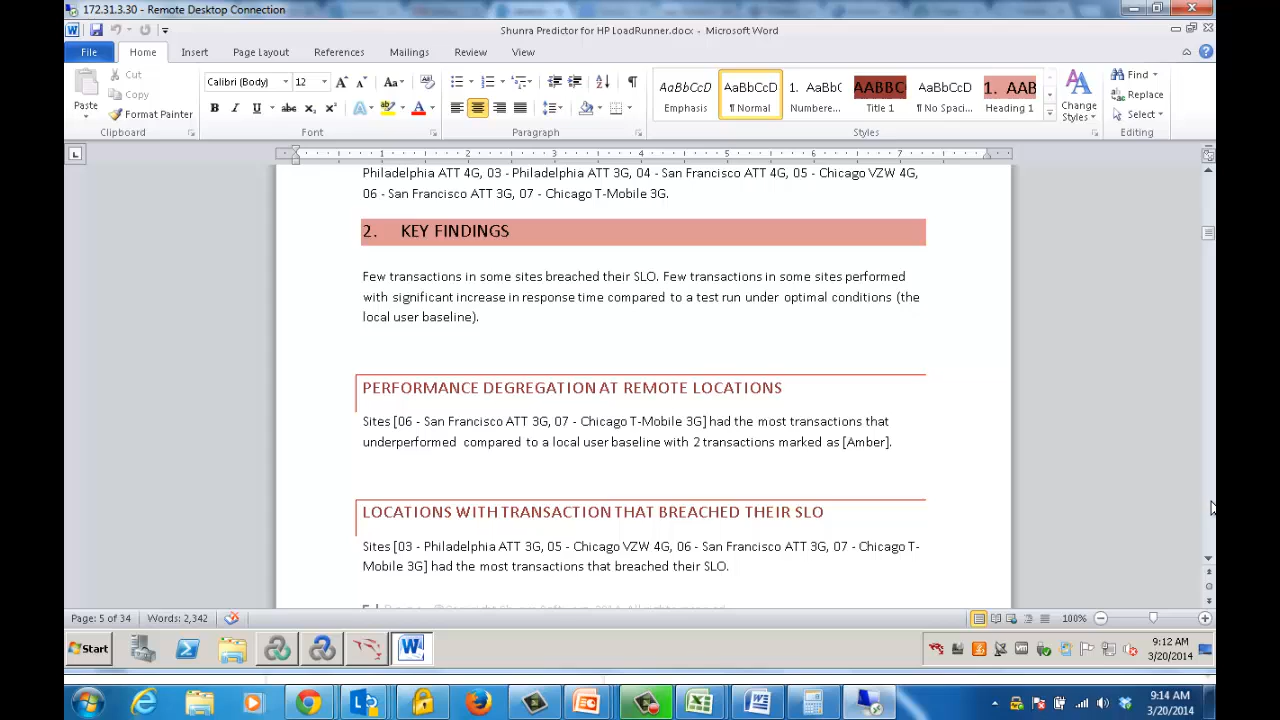 172.31.3.30 - Remote Desktop Connection
Shunra Predictor for HP LoadRunner.docx - Microsoft Word
File Home Insert Page Layout References Mailings Review View
Cut
Copy
Format Painter
Paste
Calibri (Body) 12
AaBbCcD AaBbCcD 1. AaBbC AABBC AaBbCcD 1. AAB
Emphasis ¶ Normal Numbere... Title 1 ¶ No Spaci... Heading 1
Change
Styles
Find
Replace
Select
Clipboard Font Paragraph Styles Editing
1 2 3 4 5 6 7
Philadelphia ATT 4G, 03 - Philadelphia ATT 3G, 04 - San Francisco ATT 4G, 05 - Chicago VZW 4G,
06 - San Francisco ATT 3G, 07 - Chicago T-Mobile 3G.
2. KEY FINDINGS
Few transactions in some sites breached their SLO. Few transactions in some sites performed
with significant increase in response time compared to a test run under optimal conditions (the
local user baseline).
PERFORMANCE DEGREGATION AT REMOTE LOCATIONS
Sites [06 - San Francisco ATT 3G, 07 - Chicago T-Mobile 3G] had the most transactions that
underperformed compared to a local user baseline with 2 transactions marked as [Amber].
LOCATIONS WITH TRANSACTION THAT BREACHED THEIR SLO
Sites [03 - Philadelphia ATT 3G, 05 - Chicago VZW 4G, 06 - San Francisco ATT 3G, 07 - Chicago T-
Mobile 3G] had the most transactions that breached their SLO.
Page: 5 of 34 Words: 2,342 100%
Start
9:12 AM
3/20/2014
9:14 AM
3/20/2014